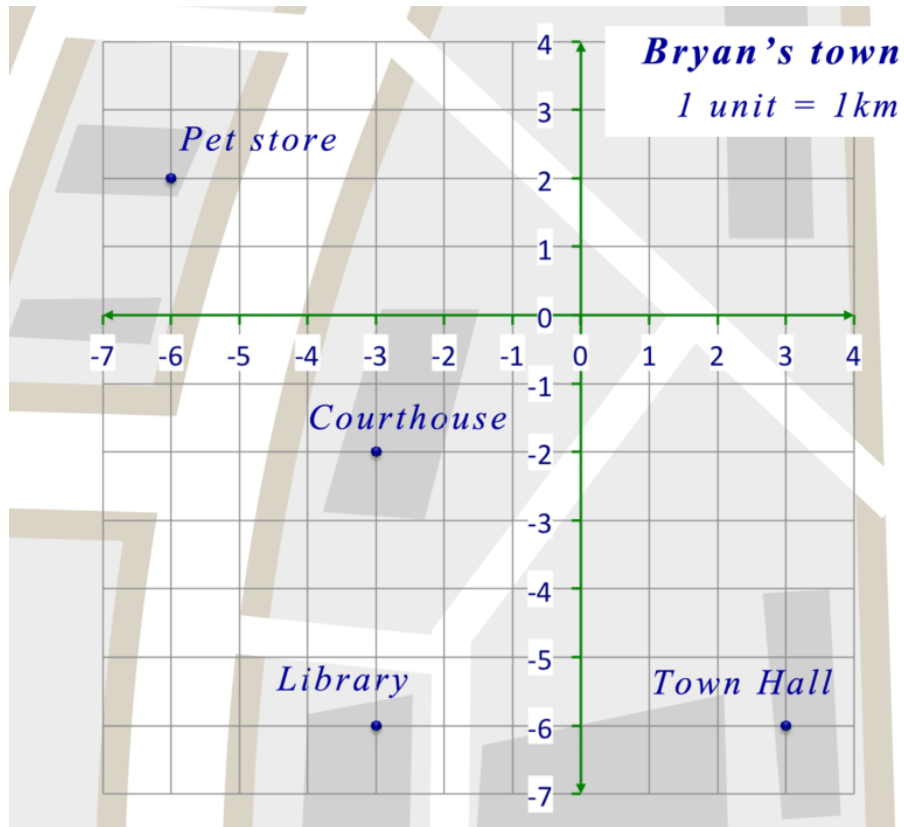 4
Bryan's town
3
1 unit = 1km
Pet store
2
1
0
-7 -6 -5 -4 -3 -2 -1 0 1 2 3 4
-1
Courthouse
-2
-3
-4
-5
Library
Town Hall
-6
-7